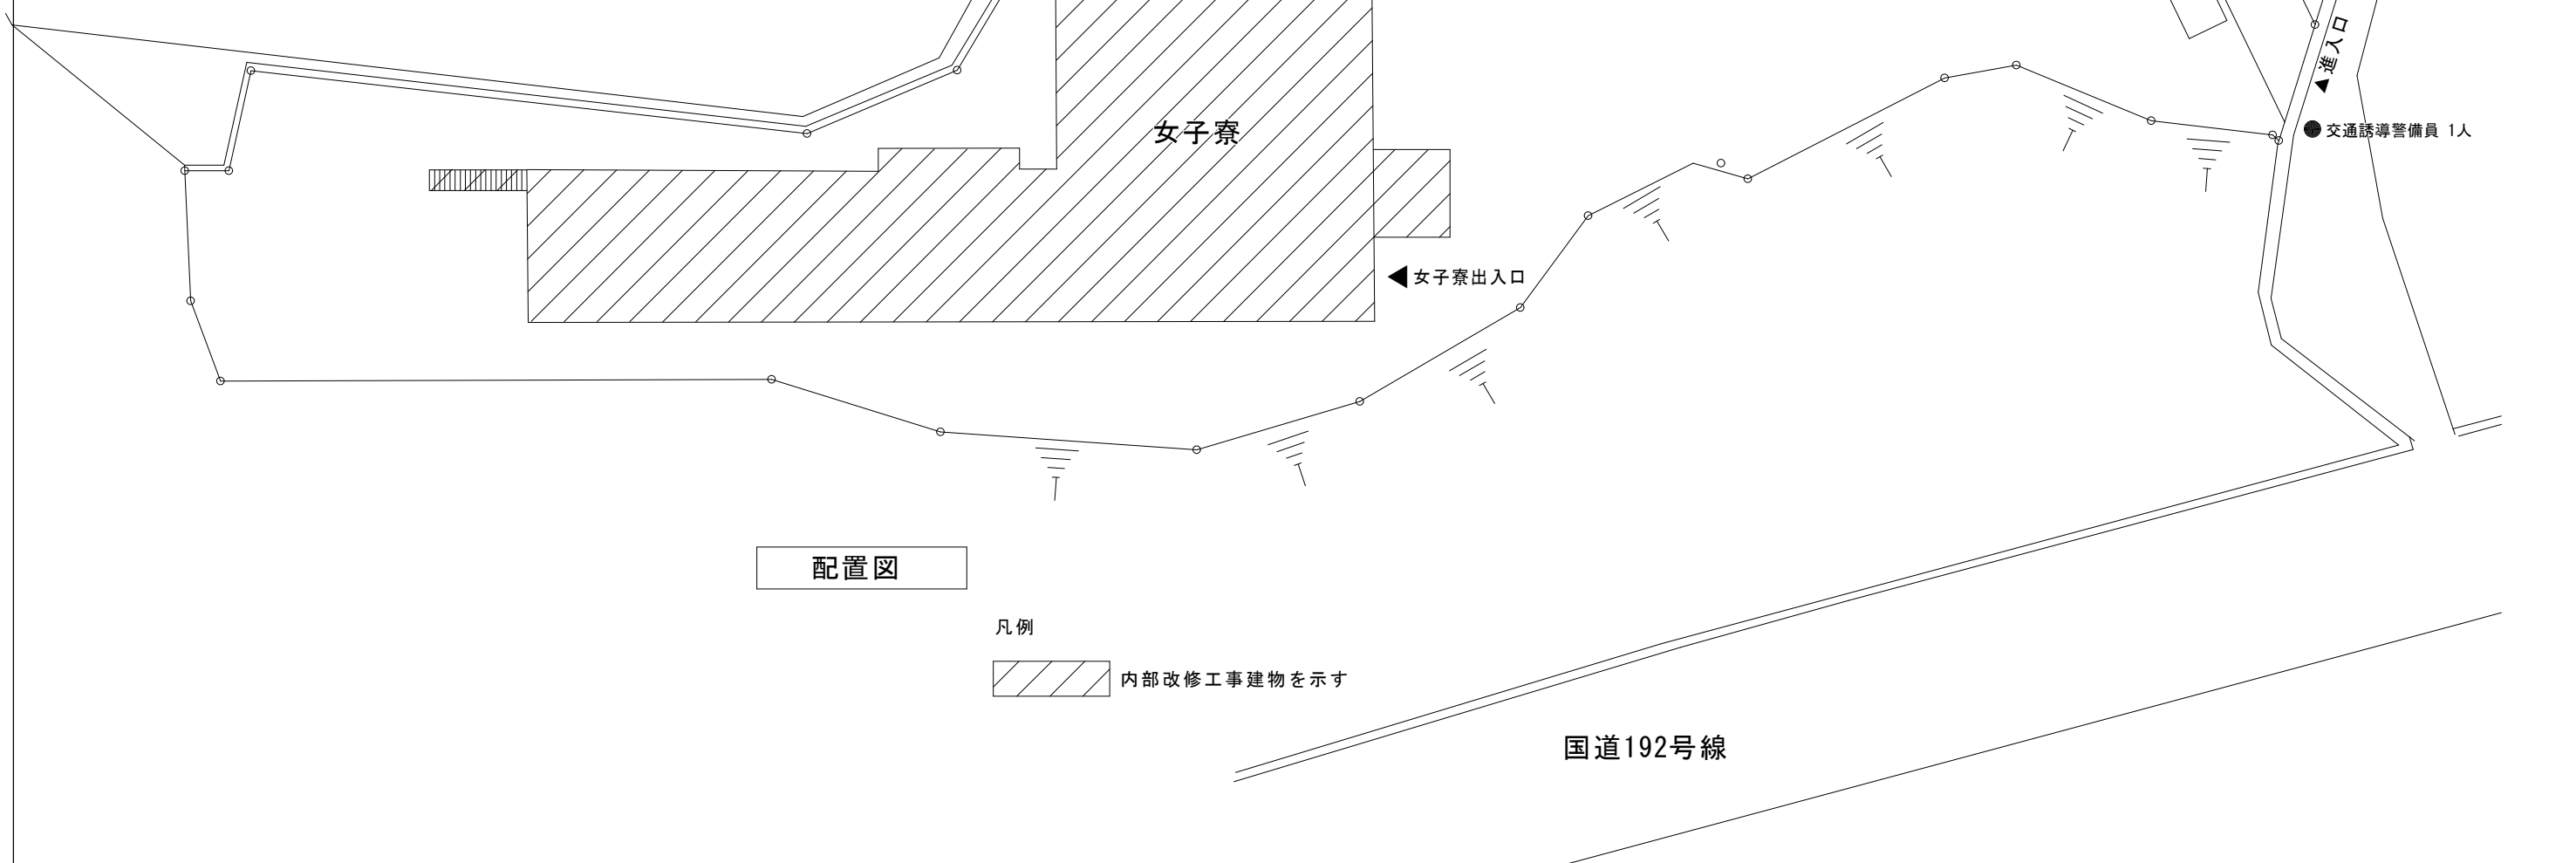 進入口
女子寮
交通誘導警備員 1人
女子寮出入口
配置図
凡例
内部改修工事建物を示す
国道192号線